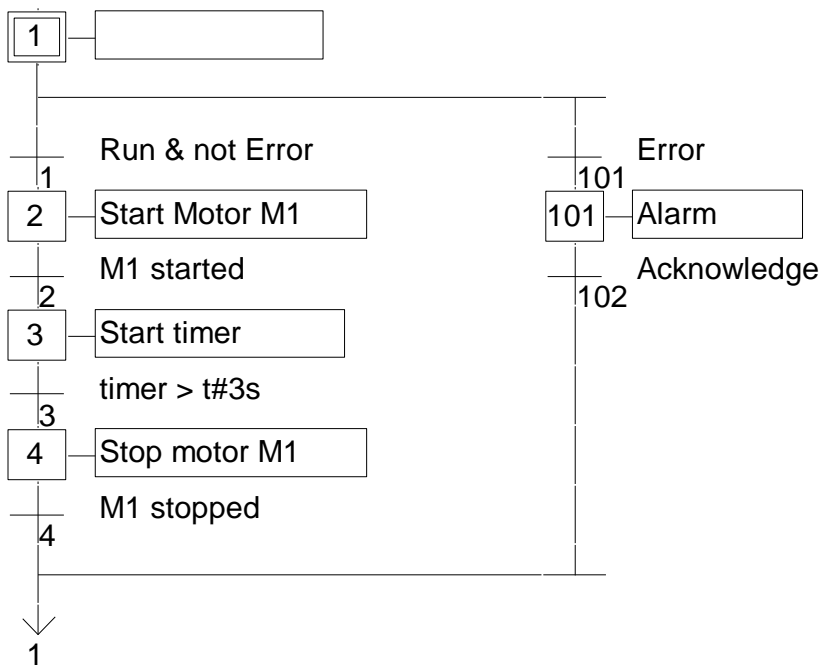 1
Run & not Error
1
2
Start Motor M1
M1 started
2
3
Start timer
timer > t#3s
3
4
Stop motor M1
M1 stopped
4
1
Error
101
101
Alarm
Acknowledge
102